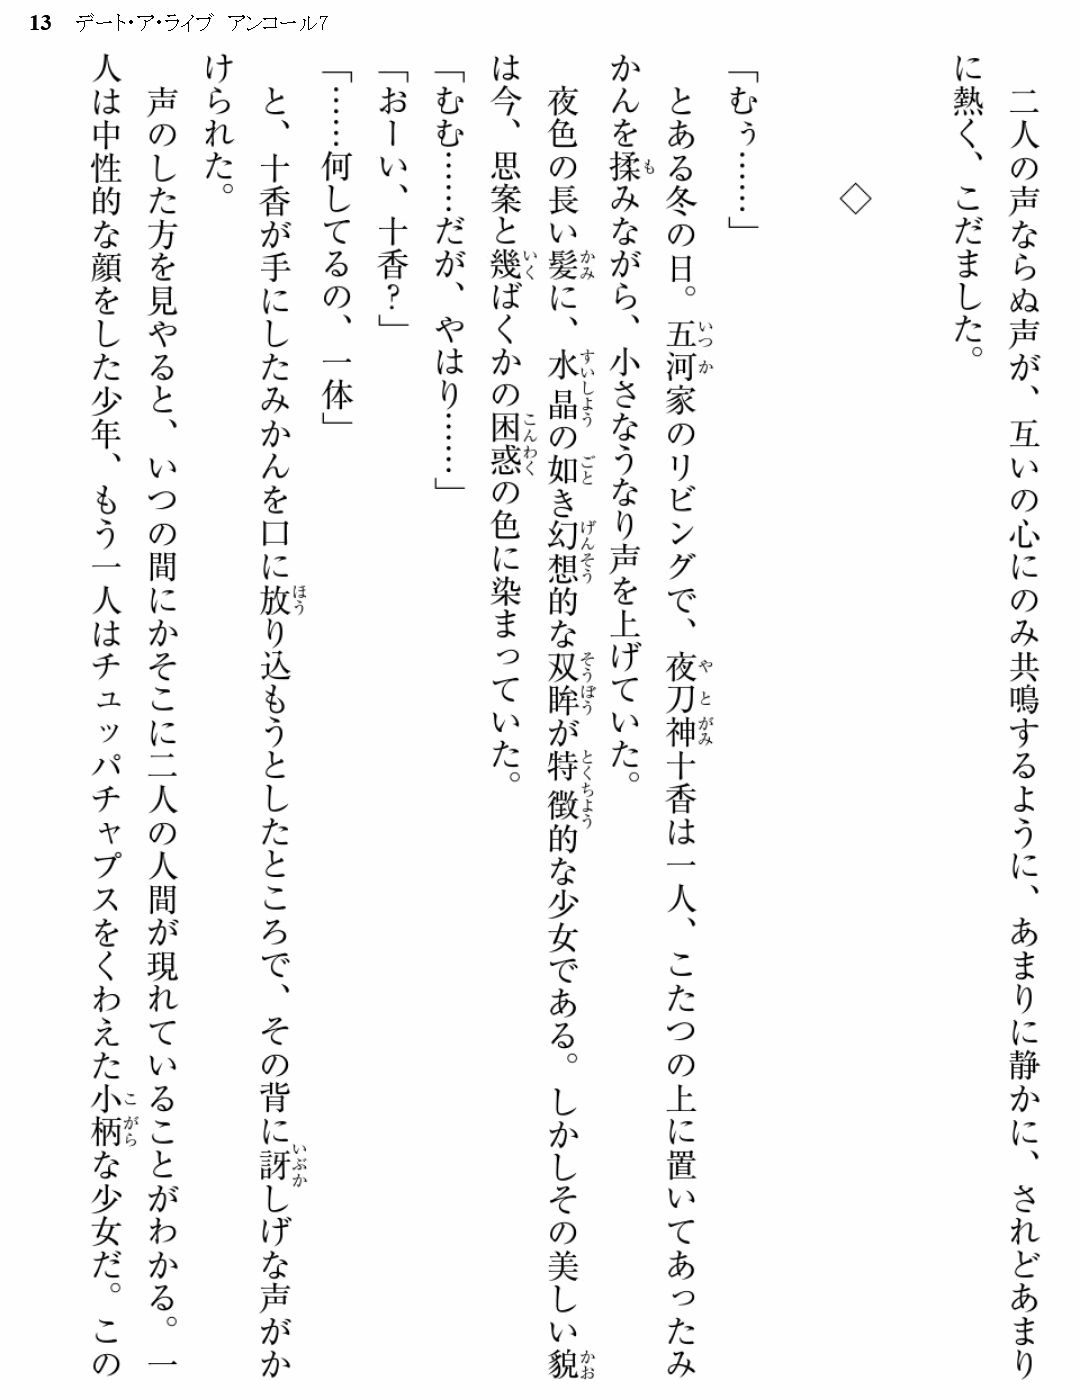 13 デート・ア・ライブ アンコール7
二人の声ならぬ声が、互いの心にのみ共鳴するように、あまりに静かに、されどあまり
に熱く、こだました。
◇
「むぅ……」
とある冬の日。五河家のリビングで、夜刀神十香は一人、こたつの上に置いてあったみ
かんを揉みながら、小さなうなり声を上げていた。
夜色の長い髪に、水晶の如き幻想的な双眸が特徴的な少女である。しかしその美しい貌
は今、思案と幾ばくかの困惑の色に染まっていた。
「むむ……だが、やはり……」
「おーい、十香？」
「……何してるの、一体」
と、十香が手にしたみかんを口に放り込もうとしたところで、その背に訝しげな声がか
けられた。
声のした方を見やると、いつの間にかそこに二人の人間が現れていることがわかる。一
人は中性的な顔をした少年、もう一人はチュッパチャプスをくわえた小柄な少女だ。この